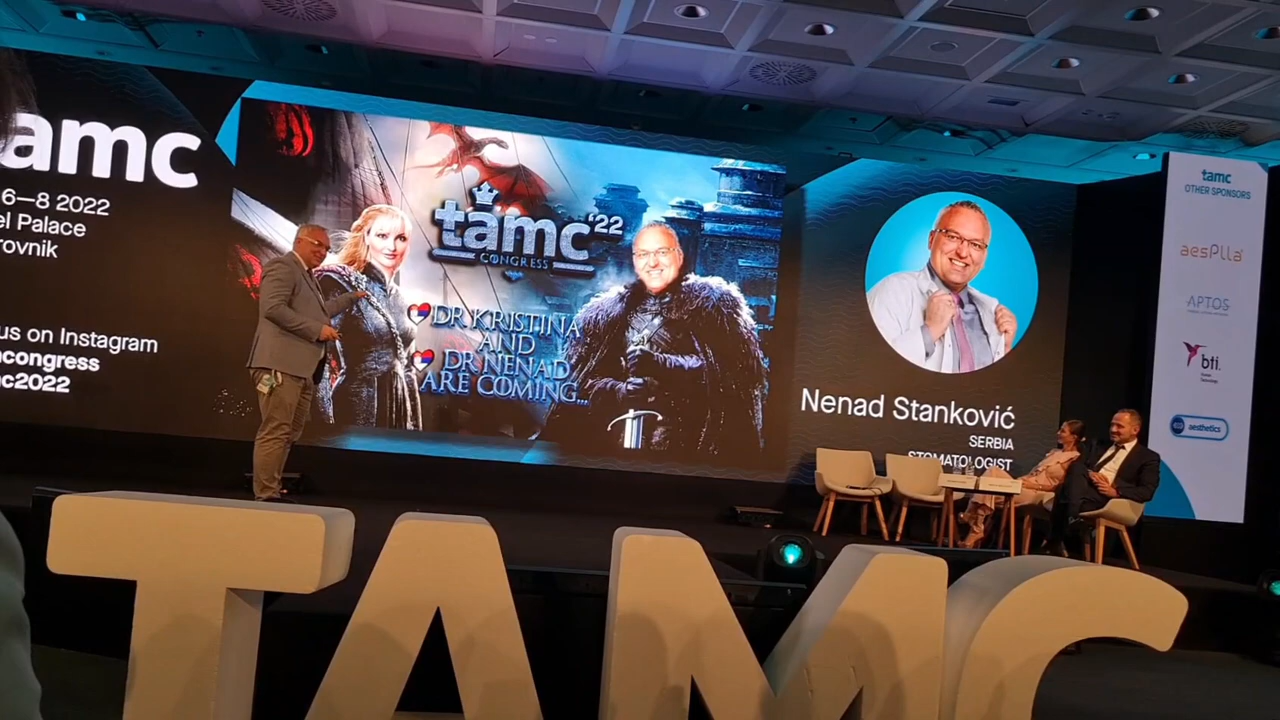 amc
6—8 2022
el Palace
rovnik
us on Instagram
congress
c2022
tamc '22
CONGRESS
DR KRISTINA
AND
DR NENAD
ARE COMING...
Nenad Stanković
SERBIA
STOMATOLOGIST
tamc
OTHER SPONSORS
aesPlla
APTOS
bti.
aesthetics
TAMC